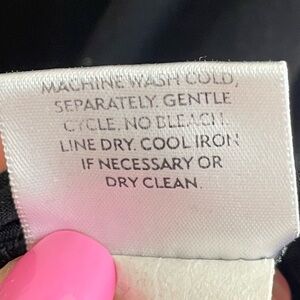 MACHINE WASH COLD,
SEPARATELY. GENTLE
CYCLE. NO BLEACH.
LINE DRY. COOL IRON
IF NECESSARY OR
DRY CLEAN.